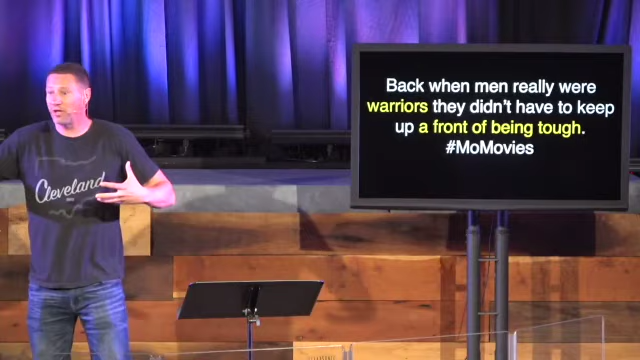 Back when men really were
warriors they didn't have to keep
up a front of being tough.
#MoMovies
Cleveland